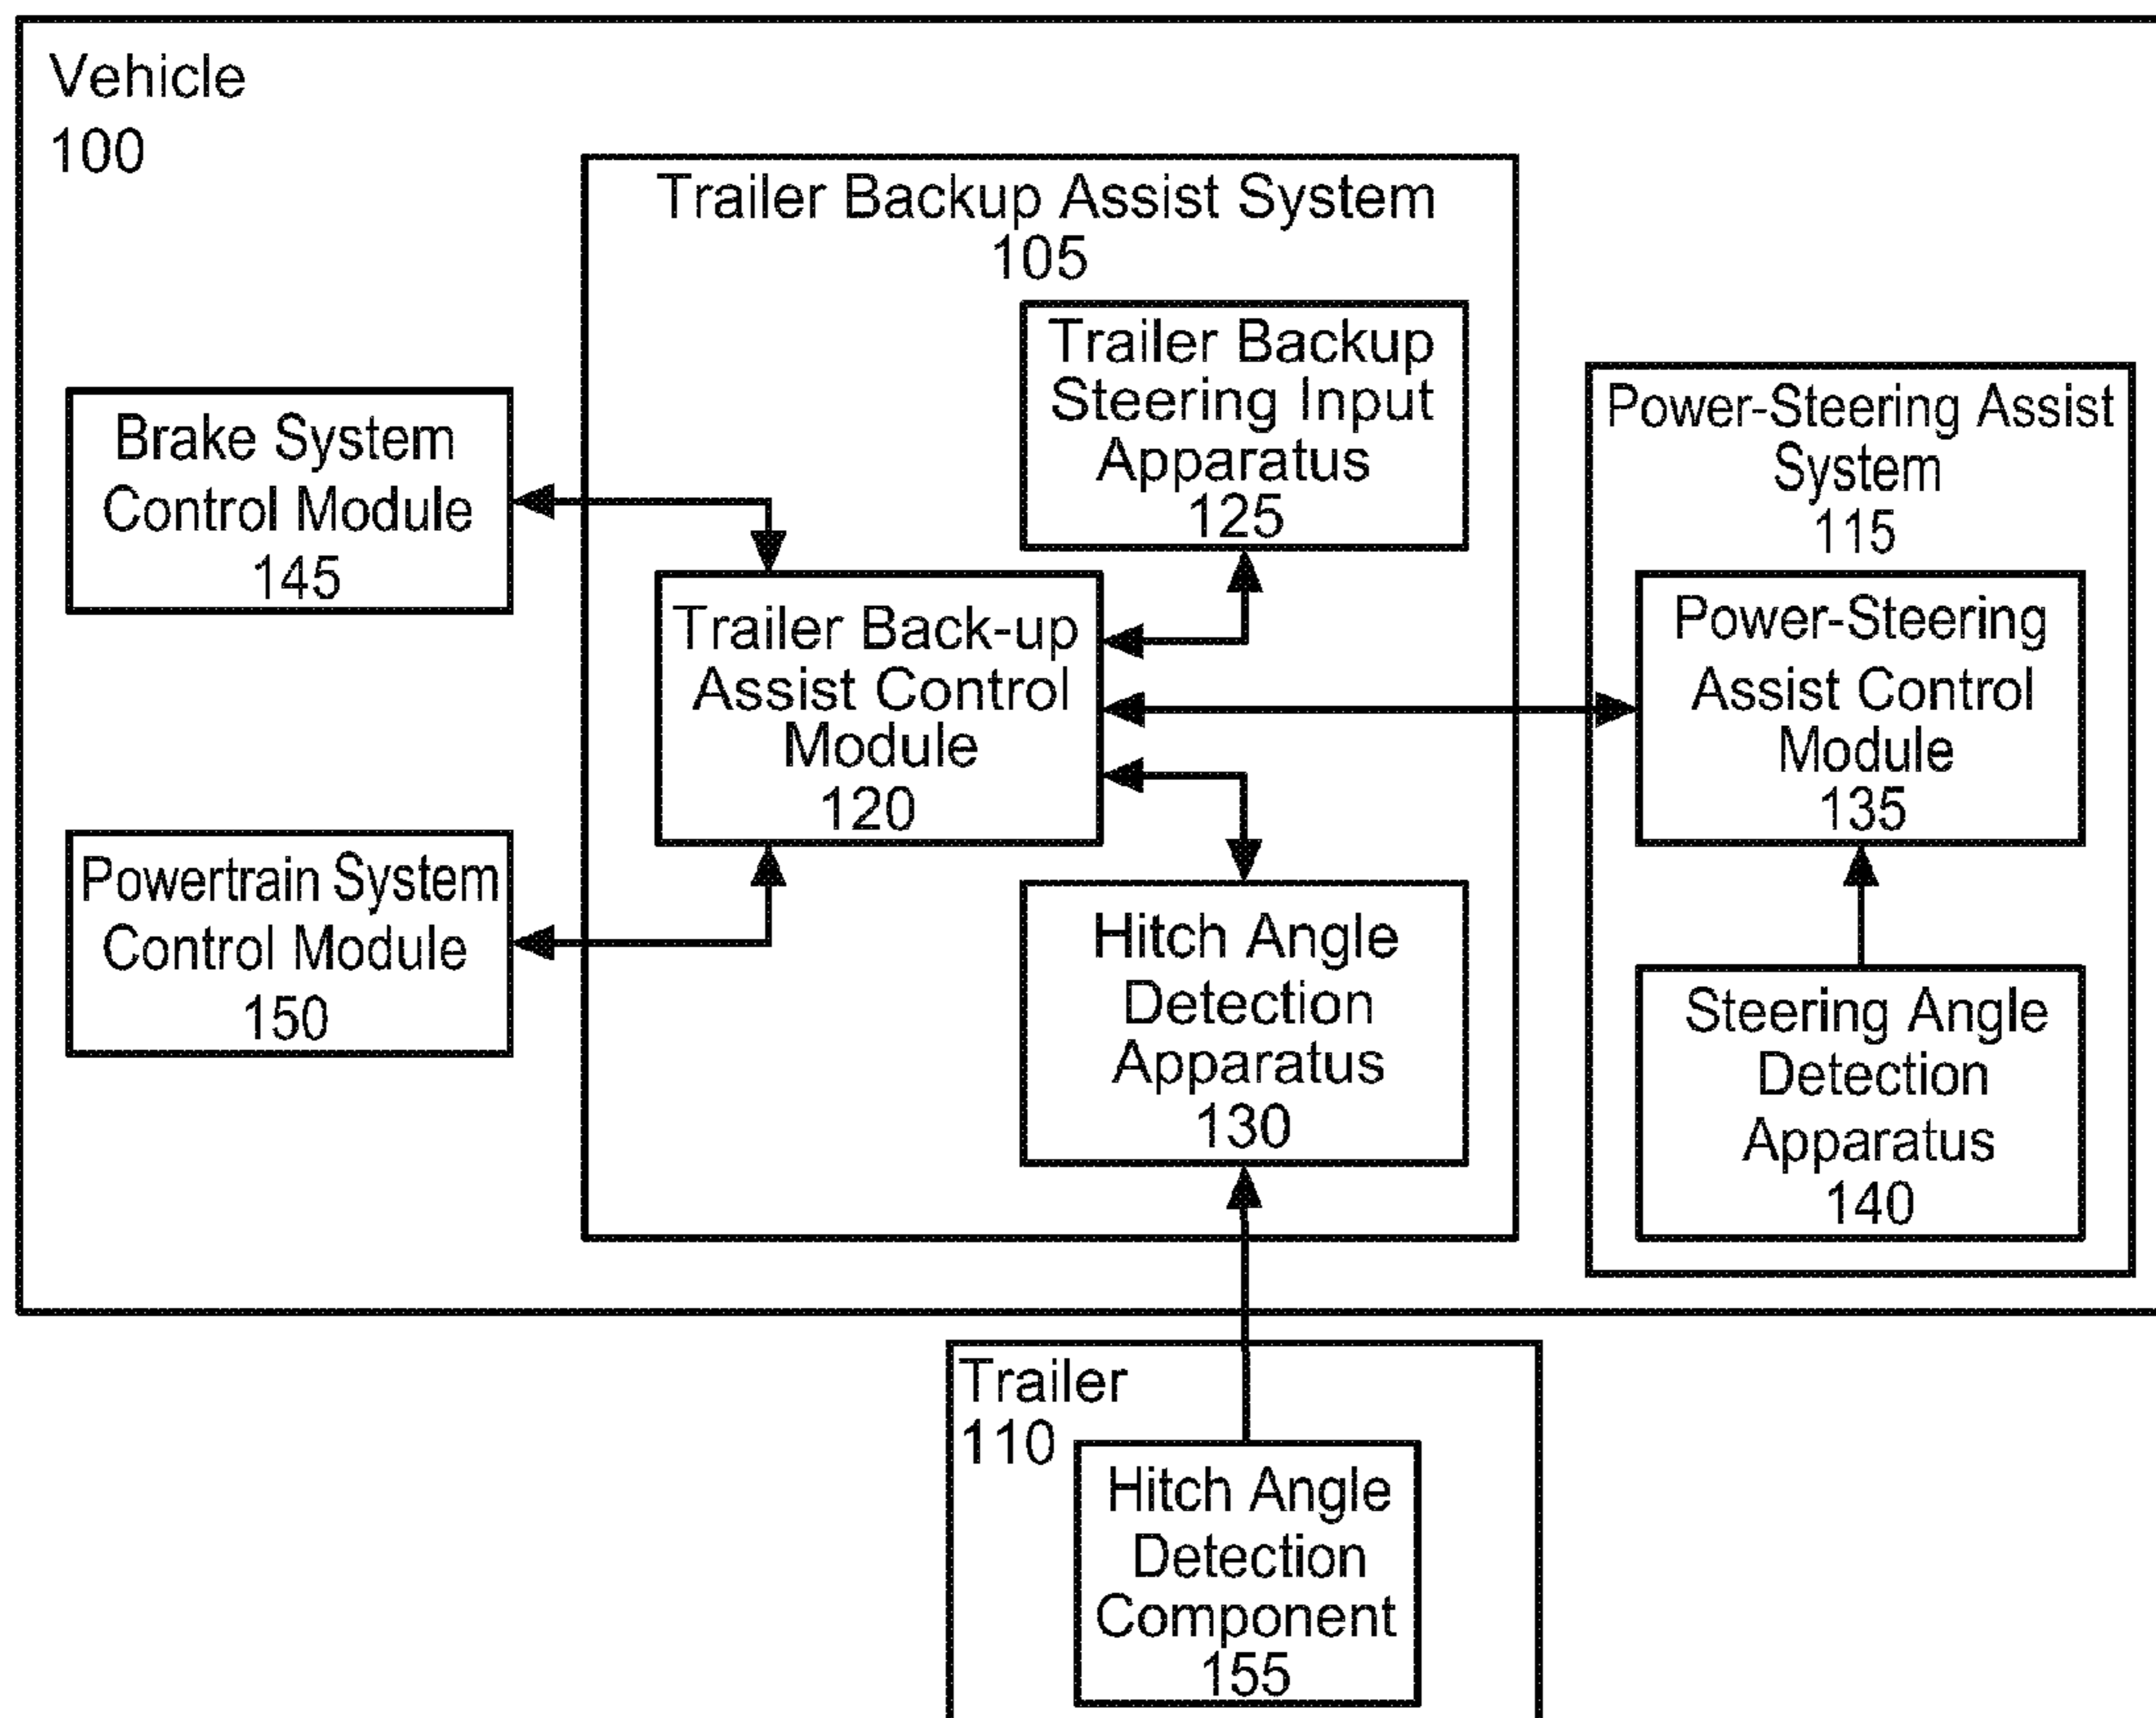 Vehicle
100
Trailer Backup Assist System
105
Trailer Backup
Steering Input
Apparatus
125
Power-Steering Assist
System
115
Brake System
Control Module
145
Trailer Back-up
Assist Control
Module
120
Power-Steering
Assist Control
Module
135
Powertrain System
Control Module
150
Hitch Angle
Detection
Apparatus
130
Steering Angle
Detection
Apparatus
140
Trailer
110
Hitch Angle
Detection
Component
155